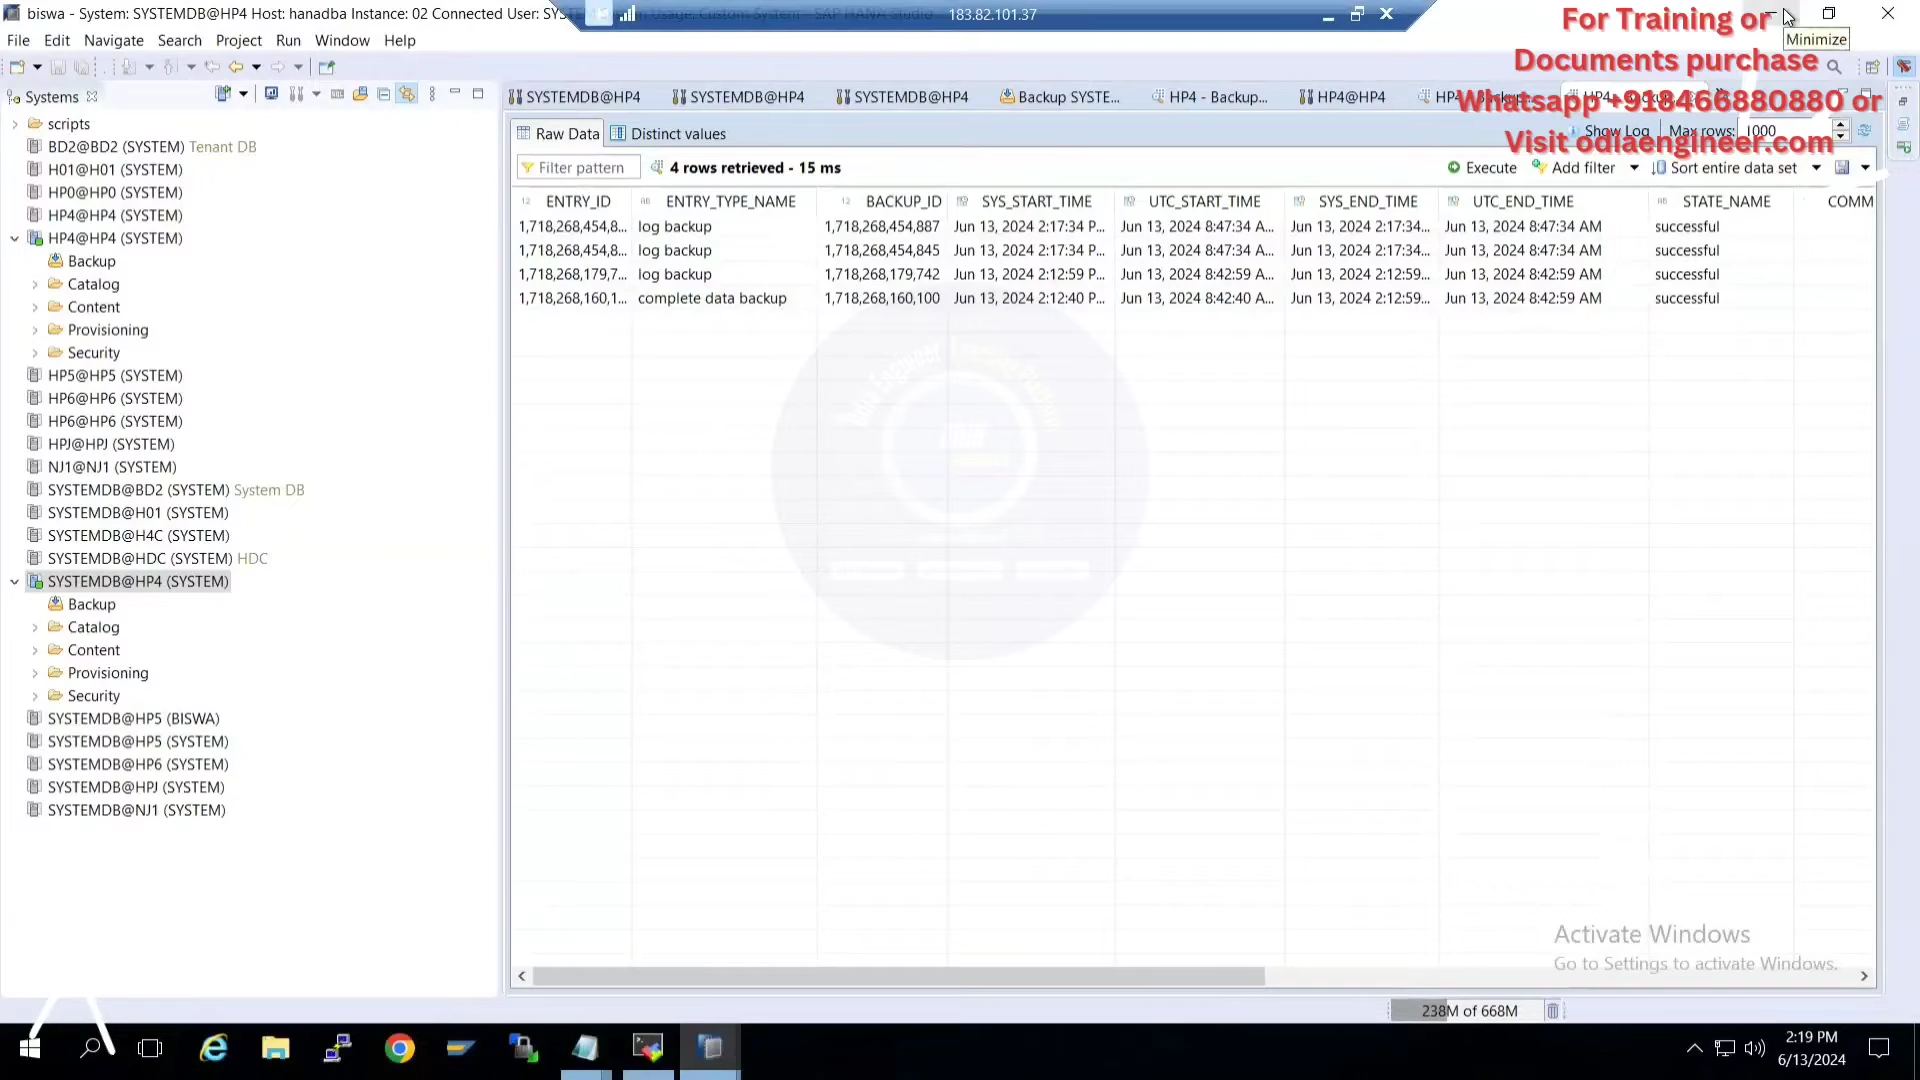 biswa - System: SYSTEMDB@HP4 Host: hanadba Instance: 02 Connected User: SY
183.82.101.37
For Training or
Documents purchase
Whatsapp +918466880880 or
Visit odiaengineer.com
Minimize
File Edit Navigate Search Project Run Window Help
Systems
SYSTEMDB@HP4 SYSTEMDB@HP4 SYSTEMDB@HP4 Backup SYSTE... HP4 - Backup... HP4@HP4
Raw Data Distinct values Show Log Max rows: 1000
Filter pattern 4 rows retrieved - 15 ms Execute Add filter Sort entire data set
ENTRY_ID ENTRY_TYPE_NAME BACKUP_ID SYS_START_TIME UTC_START_TIME SYS_END_TIME UTC_END_TIME STATE_NAME COMM
1,718,268,454,8... log backup 1,718,268,454,887 Jun 13, 2024 2:17:34 P... Jun 13, 2024 8:47:34 A... Jun 13, 2024 2:17:34... Jun 13, 2024 8:47:34 AM successful
1,718,268,454,8... log backup 1,718,268,454,845 Jun 13, 2024 2:17:34 P... Jun 13, 2024 8:47:34 A... Jun 13, 2024 2:17:34... Jun 13, 2024 8:47:34 AM successful
1,718,268,179,7... log backup 1,718,268,179,742 Jun 13, 2024 2:12:59 P... Jun 13, 2024 8:42:59 A... Jun 13, 2024 2:12:59... Jun 13, 2024 8:42:59 AM successful
1,718,268,160,1... complete data backup 1,718,268,160,100 Jun 13, 2024 2:12:40 P... Jun 13, 2024 8:42:40 A... Jun 13, 2024 2:12:59... Jun 13, 2024 8:42:59 AM successful
scripts
BD2@BD2 (SYSTEM) Tenant DB
H01@H01 (SYSTEM)
HP0@HP0 (SYSTEM)
HP4@HP4 (SYSTEM)
HP4@HP4 (SYSTEM)
Backup
Catalog
Content
Provisioning
Security
HP5@HP5 (SYSTEM)
HP6@HP6 (SYSTEM)
HP6@HP6 (SYSTEM)
HPJ@HPJ (SYSTEM)
NJ1@NJ1 (SYSTEM)
SYSTEMDB@BD2 (SYSTEM) System DB
SYSTEMDB@H01 (SYSTEM)
SYSTEMDB@H4C (SYSTEM)
SYSTEMDB@HDC (SYSTEM) HDC
SYSTEMDB@HP4 (SYSTEM)
Backup
Catalog
Content
Provisioning
Security
SYSTEMDB@HP5 (BISWA)
SYSTEMDB@HP5 (SYSTEM)
SYSTEMDB@HP6 (SYSTEM)
SYSTEMDB@HPJ (SYSTEM)
SYSTEMDB@NJ1 (SYSTEM)
Activate Windows
Go to Settings to activate Windows.
238M of 668M
2:19 PM
6/13/2024